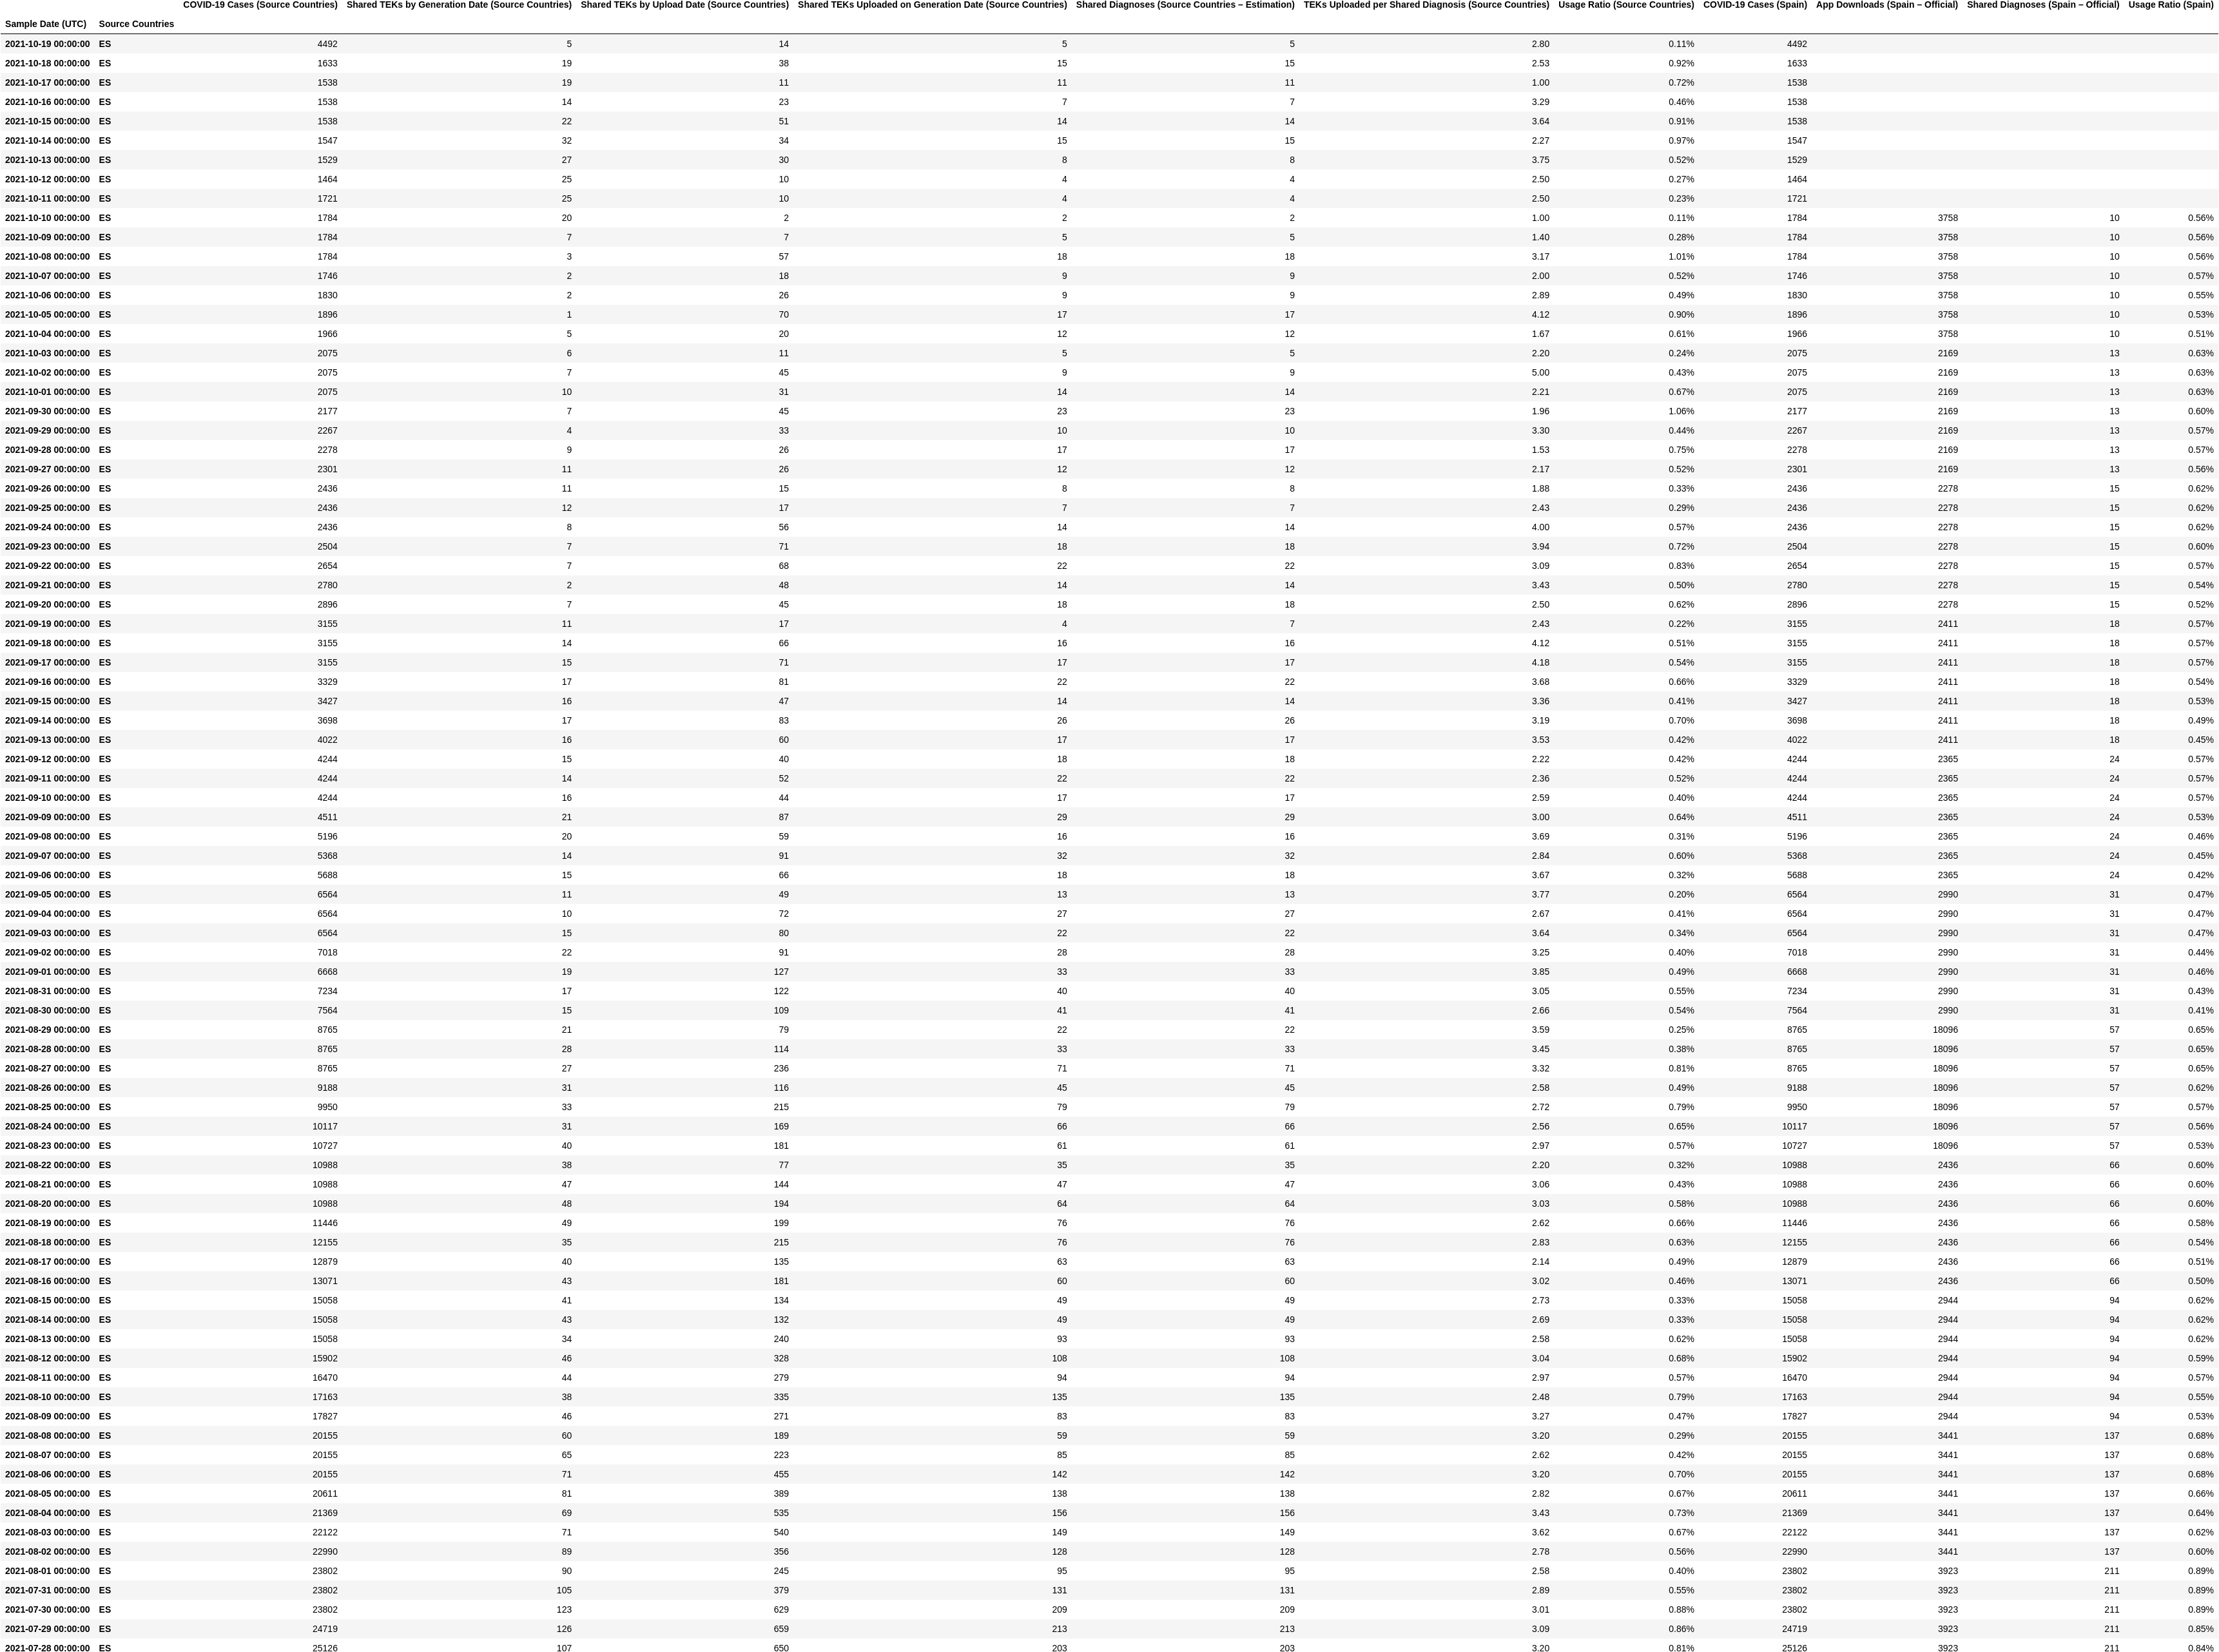 COVID-19 Cases (Source Countries) Shared TEKs by Generation Date (Source Countries) Shared TEKs by Upload Date (Source Countries) Shared TEKs Uploaded on Generation Date (Source Countries) Shared Diagnoses (Source Countries – Estimation) TEKs Uploaded per Shared Diagnosis (Source Countries) Usage Ratio (Source Countries) COVID-19 Cases (Spain) App Downloads (Spain – Official) Shared Diagnoses (Spain – Official) Usage Ratio (Spain)
Sample Date (UTC) Source Countries
2021-10-19 00:00:00 ES 4492 5 14 5 5 2.80 0.11% 4492
2021-10-18 00:00:00 ES 1633 19 38 15 15 2.53 0.92% 1633
2021-10-17 00:00:00 ES 1538 19 11 11 11 1.00 0.72% 1538
2021-10-16 00:00:00 ES 1538 14 23 7 7 3.29 0.46% 1538
2021-10-15 00:00:00 ES 1538 22 51 14 14 3.64 0.91% 1538
2021-10-14 00:00:00 ES 1547 32 34 15 15 2.27 0.97% 1547
2021-10-13 00:00:00 ES 1529 27 30 8 8 3.75 0.52% 1529
2021-10-12 00:00:00 ES 1464 25 10 4 4 2.50 0.27% 1464
2021-10-11 00:00:00 ES 1721 25 10 4 4 2.50 0.23% 1721
2021-10-10 00:00:00 ES 1784 20 2 2 2 1.00 0.11% 1784 3758 10 0.56%
2021-10-09 00:00:00 ES 1784 7 7 5 5 1.40 0.28% 1784 3758 10 0.56%
2021-10-08 00:00:00 ES 1784 3 57 18 18 3.17 1.01% 1784 3758 10 0.56%
2021-10-07 00:00:00 ES 1746 2 18 9 9 2.00 0.52% 1746 3758 10 0.57%
2021-10-06 00:00:00 ES 1830 2 26 9 9 2.89 0.49% 1830 3758 10 0.55%
2021-10-05 00:00:00 ES 1896 1 70 17 17 4.12 0.90% 1896 3758 10 0.53%
2021-10-04 00:00:00 ES 1966 5 20 12 12 1.67 0.61% 1966 3758 10 0.51%
2021-10-03 00:00:00 ES 2075 6 11 5 5 2.20 0.24% 2075 2169 13 0.63%
2021-10-02 00:00:00 ES 2075 7 45 9 9 5.00 0.43% 2075 2169 13 0.63%
2021-10-01 00:00:00 ES 2075 10 31 14 14 2.21 0.67% 2075 2169 13 0.63%
2021-09-30 00:00:00 ES 2177 7 45 23 23 1.96 1.06% 2177 2169 13 0.60%
2021-09-29 00:00:00 ES 2267 4 33 10 10 3.30 0.44% 2267 2169 13 0.57%
2021-09-28 00:00:00 ES 2278 9 26 17 17 1.53 0.75% 2278 2169 13 0.57%
2021-09-27 00:00:00 ES 2301 11 26 12 12 2.17 0.52% 2301 2169 13 0.56%
2021-09-26 00:00:00 ES 2436 11 15 8 8 1.88 0.33% 2436 2278 15 0.62%
2021-09-25 00:00:00 ES 2436 12 17 7 7 2.43 0.29% 2436 2278 15 0.62%
2021-09-24 00:00:00 ES 2436 8 56 14 14 4.00 0.57% 2436 2278 15 0.62%
2021-09-23 00:00:00 ES 2504 7 71 18 18 3.94 0.72% 2504 2278 15 0.60%
2021-09-22 00:00:00 ES 2654 7 68 22 22 3.09 0.83% 2654 2278 15 0.57%
2021-09-21 00:00:00 ES 2780 2 48 14 14 3.43 0.50% 2780 2278 15 0.54%
2021-09-20 00:00:00 ES 2896 7 45 18 18 2.50 0.62% 2896 2278 15 0.52%
2021-09-19 00:00:00 ES 3155 11 17 4 7 2.43 0.22% 3155 2411 18 0.57%
2021-09-18 00:00:00 ES 3155 14 66 16 16 4.12 0.51% 3155 2411 18 0.57%
2021-09-17 00:00:00 ES 3155 15 71 17 17 4.18 0.54% 3155 2411 18 0.57%
2021-09-16 00:00:00 ES 3329 17 81 22 22 3.68 0.66% 3329 2411 18 0.54%
2021-09-15 00:00:00 ES 3427 16 47 14 14 3.36 0.41% 3427 2411 18 0.53%
2021-09-14 00:00:00 ES 3698 17 83 26 26 3.19 0.70% 3698 2411 18 0.49%
2021-09-13 00:00:00 ES 4022 16 60 17 17 3.53 0.42% 4022 2411 18 0.45%
2021-09-12 00:00:00 ES 4244 15 40 18 18 2.22 0.42% 4244 2365 24 0.57%
2021-09-11 00:00:00 ES 4244 14 52 22 22 2.36 0.52% 4244 2365 24 0.57%
2021-09-10 00:00:00 ES 4244 16 44 17 17 2.59 0.40% 4244 2365 24 0.57%
2021-09-09 00:00:00 ES 4511 21 87 29 29 3.00 0.64% 4511 2365 24 0.53%
2021-09-08 00:00:00 ES 5196 20 59 16 16 3.69 0.31% 5196 2365 24 0.46%
2021-09-07 00:00:00 ES 5368 14 91 32 32 2.84 0.60% 5368 2365 24 0.45%
2021-09-06 00:00:00 ES 5688 15 66 18 18 3.67 0.32% 5688 2365 24 0.42%
2021-09-05 00:00:00 ES 6564 11 49 13 13 3.77 0.20% 6564 2990 31 0.47%
2021-09-04 00:00:00 ES 6564 10 72 27 27 2.67 0.41% 6564 2990 31 0.47%
2021-09-03 00:00:00 ES 6564 15 80 22 22 3.64 0.34% 6564 2990 31 0.47%
2021-09-02 00:00:00 ES 7018 22 91 28 28 3.25 0.40% 7018 2990 31 0.44%
2021-09-01 00:00:00 ES 6668 19 127 33 33 3.85 0.49% 6668 2990 31 0.46%
2021-08-31 00:00:00 ES 7234 17 122 40 40 3.05 0.55% 7234 2990 31 0.43%
2021-08-30 00:00:00 ES 7564 15 109 41 41 2.66 0.54% 7564 2990 31 0.41%
2021-08-29 00:00:00 ES 8765 21 79 22 22 3.59 0.25% 8765 18096 57 0.65%
2021-08-28 00:00:00 ES 8765 28 114 33 33 3.45 0.38% 8765 18096 57 0.65%
2021-08-27 00:00:00 ES 8765 27 236 71 71 3.32 0.81% 8765 18096 57 0.65%
2021-08-26 00:00:00 ES 9188 31 116 45 45 2.58 0.49% 9188 18096 57 0.62%
2021-08-25 00:00:00 ES 9950 33 215 79 79 2.72 0.79% 9950 18096 57 0.57%
2021-08-24 00:00:00 ES 10117 31 169 66 66 2.56 0.65% 10117 18096 57 0.56%
2021-08-23 00:00:00 ES 10727 40 181 61 61 2.97 0.57% 10727 18096 57 0.53%
2021-08-22 00:00:00 ES 10988 38 77 35 35 2.20 0.32% 10988 2436 66 0.60%
2021-08-21 00:00:00 ES 10988 47 144 47 47 3.06 0.43% 10988 2436 66 0.60%
2021-08-20 00:00:00 ES 10988 48 194 64 64 3.03 0.58% 10988 2436 66 0.60%
2021-08-19 00:00:00 ES 11446 49 199 76 76 2.62 0.66% 11446 2436 66 0.58%
2021-08-18 00:00:00 ES 12155 35 215 76 76 2.83 0.63% 12155 2436 66 0.54%
2021-08-17 00:00:00 ES 12879 40 135 63 63 2.14 0.49% 12879 2436 66 0.51%
2021-08-16 00:00:00 ES 13071 43 181 60 60 3.02 0.46% 13071 2436 66 0.50%
2021-08-15 00:00:00 ES 15058 41 134 49 49 2.73 0.33% 15058 2944 94 0.62%
2021-08-14 00:00:00 ES 15058 43 132 49 49 2.69 0.33% 15058 2944 94 0.62%
2021-08-13 00:00:00 ES 15058 34 240 93 93 2.58 0.62% 15058 2944 94 0.62%
2021-08-12 00:00:00 ES 15902 46 328 108 108 3.04 0.68% 15902 2944 94 0.59%
2021-08-11 00:00:00 ES 16470 44 279 94 94 2.97 0.57% 16470 2944 94 0.57%
2021-08-10 00:00:00 ES 17163 38 335 135 135 2.48 0.79% 17163 2944 94 0.55%
2021-08-09 00:00:00 ES 17827 46 271 83 83 3.27 0.47% 17827 2944 94 0.53%
2021-08-08 00:00:00 ES 20155 60 189 59 59 3.20 0.29% 20155 3441 137 0.68%
2021-08-07 00:00:00 ES 20155 65 223 85 85 2.62 0.42% 20155 3441 137 0.68%
2021-08-06 00:00:00 ES 20155 71 455 142 142 3.20 0.70% 20155 3441 137 0.68%
2021-08-05 00:00:00 ES 20611 81 389 138 138 2.82 0.67% 20611 3441 137 0.66%
2021-08-04 00:00:00 ES 21369 69 535 156 156 3.43 0.73% 21369 3441 137 0.64%
2021-08-03 00:00:00 ES 22122 71 540 149 149 3.62 0.67% 22122 3441 137 0.62%
2021-08-02 00:00:00 ES 22990 89 356 128 128 2.78 0.56% 22990 3441 137 0.60%
2021-08-01 00:00:00 ES 23802 90 245 95 95 2.58 0.40% 23802 3923 211 0.89%
2021-07-31 00:00:00 ES 23802 105 379 131 131 2.89 0.55% 23802 3923 211 0.89%
2021-07-30 00:00:00 ES 23802 123 629 209 209 3.01 0.88% 23802 3923 211 0.89%
2021-07-29 00:00:00 ES 24719 126 659 213 213 3.09 0.86% 24719 3923 211 0.85%
2021-07-28 00:00:00 ES 25126 107 650 203 203 3.20 0.81% 25126 3923 211 0.84%